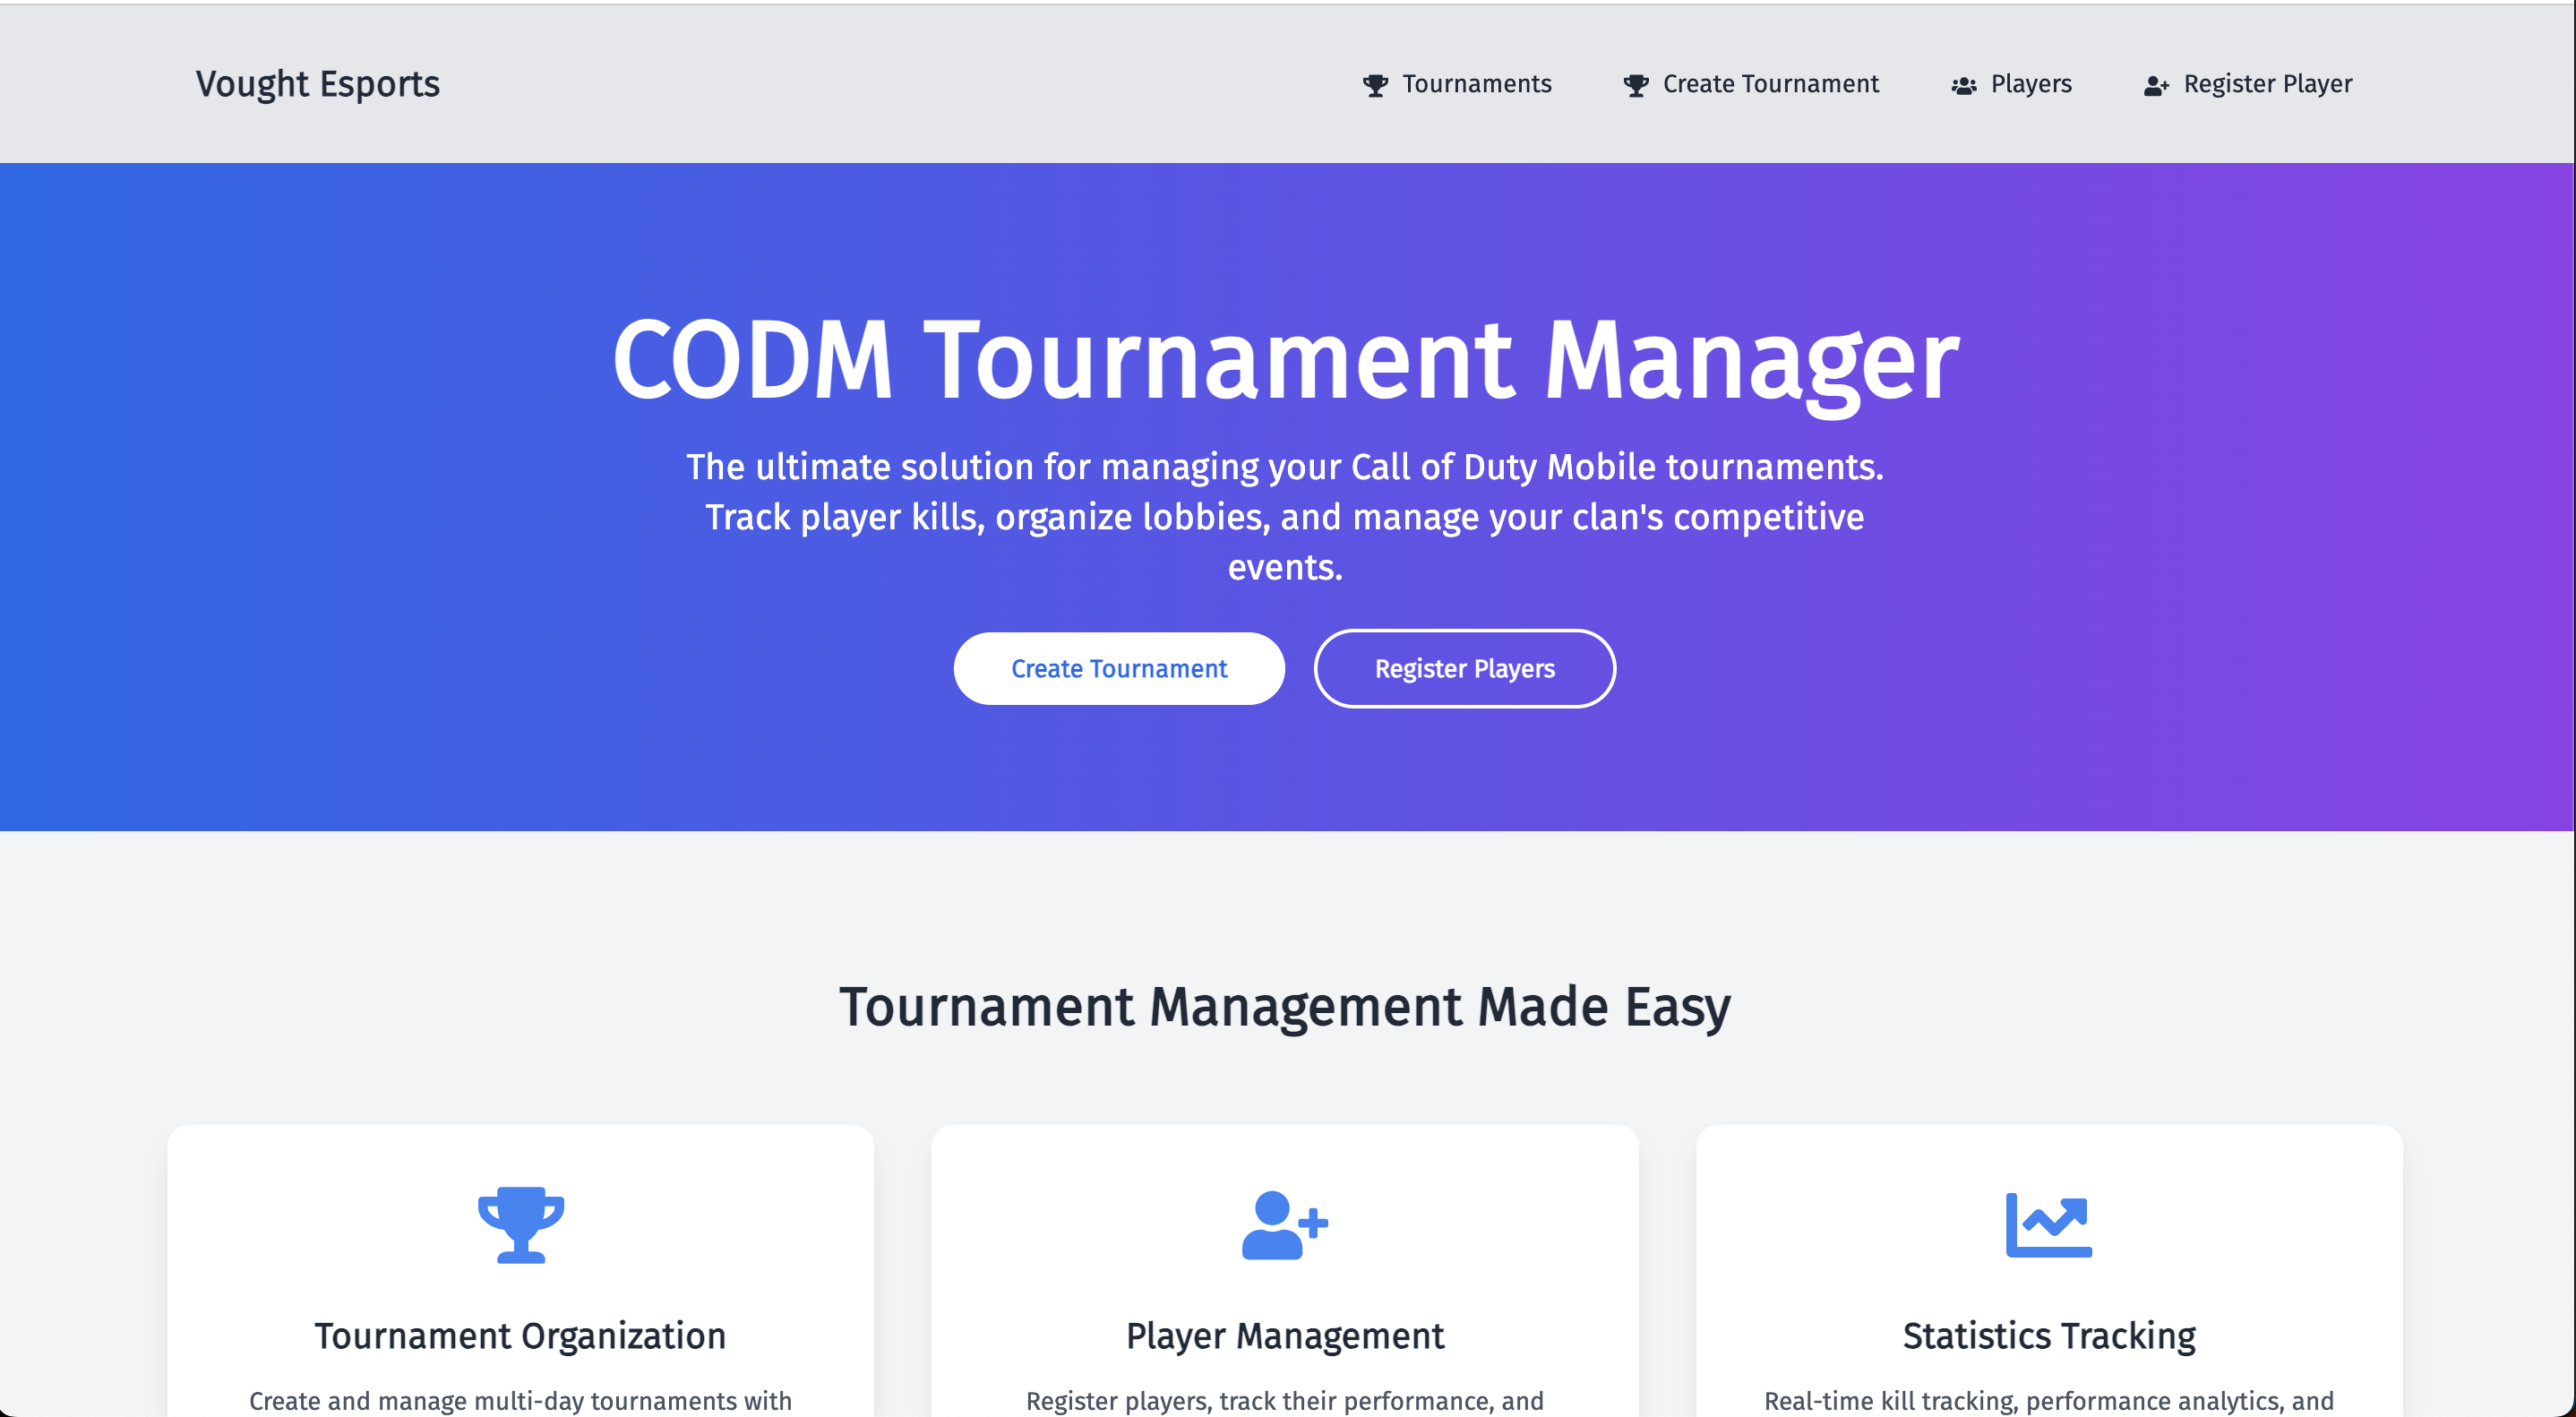 Vought Esports
Tournaments
Create Tournament
Players
Register Player
CODM Tournament Manager
The ultimate solution for managing your Call of Duty Mobile tournaments.
Track player kills, organize lobbies, and manage your clan's competitive
events.
Create Tournament
Register Players
Tournament Management Made Easy
Tournament Organization
Create and manage multi-day tournaments with
Player Management
Register players, track their performance, and
Statistics Tracking
Real-time kill tracking, performance analytics, and